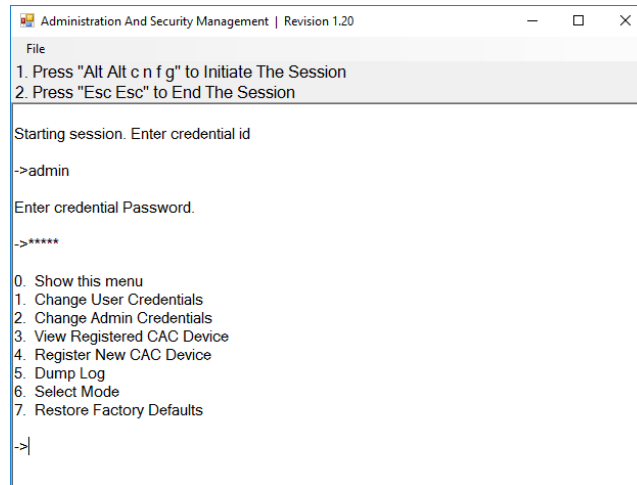 Administration And Security Management | Revision 1.20
File
1. Press "Alt Alt c n f g" to Initiate The Session
2. Press "Esc Esc" to End The Session
Starting session. Enter credential id
->admin
Enter credential Password.
->*****
0. Show this menu
1. Change User Credentials
2. Change Admin Credentials
3. View Registered CAC Device
4. Register New CAC Device
5. Dump Log
6. Select Mode
7. Restore Factory Defaults
->